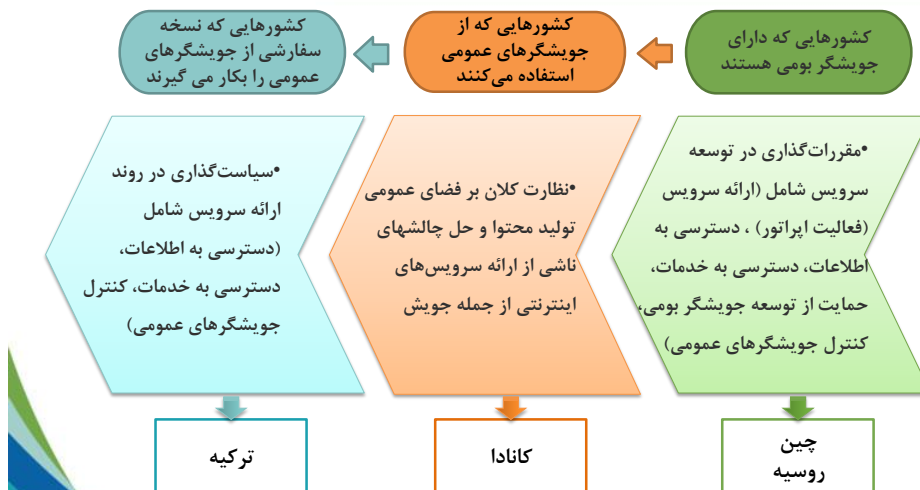 کشورهایی که دارای
جویشگر بومی هستند
کشورهایی که از
جویشگرهای عمومی
استفاده می‌کنند
کشورهایی که نسخه
سفارشی از جویشگرهای
عمومی را بکار می گیرند
•مقررات‌گذاری در توسعه
سرویس شامل (ارائه سرویس
(فعالیت اپراتور) ، دسترسی به
اطلاعات، دسترسی به خدمات،
حمایت از توسعه جویشگر بومی،
کنترل جویشگرهای عمومی)
•نظارت کلان بر فضای عمومی
تولید محتوا و حل چالشهای
ناشی از ارائه سرویس‌های
اینترنتی از جمله جویش
•سیاست‌گذاری در روند
ارائه سرویس شامل
(دسترسی به اطلاعات،
دسترسی به خدمات، کنترل
جویشگرهای عمومی)
چین
روسیه
کانادا
ترکیه